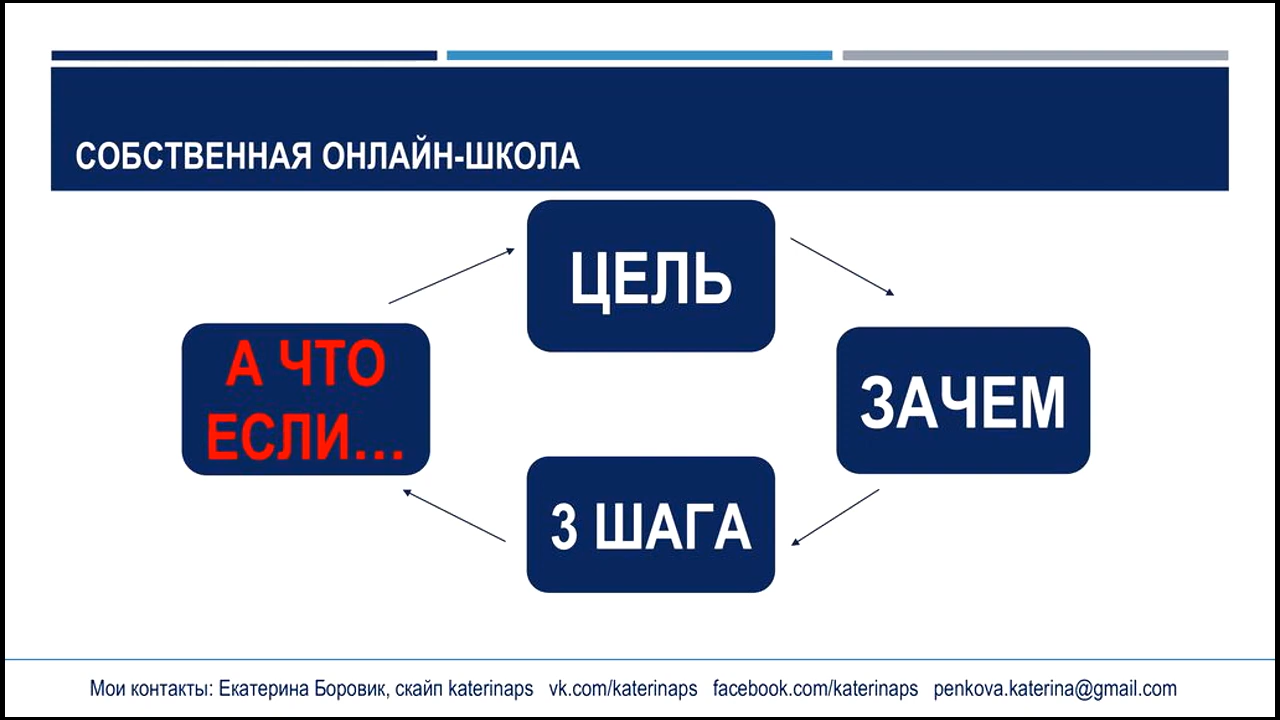 СОБСТВЕННАЯ ОНЛАЙН-ШКОЛА
ЦЕЛЬ
ЗАЧЕМ
3 ШАГА
А ЧТО
ЕСЛИ...
Мои контакты: Екатерина Боровик, скайп katerinaps vk.com/katerinaps facebook.com/katerinaps penkova.katerina@gmail.com